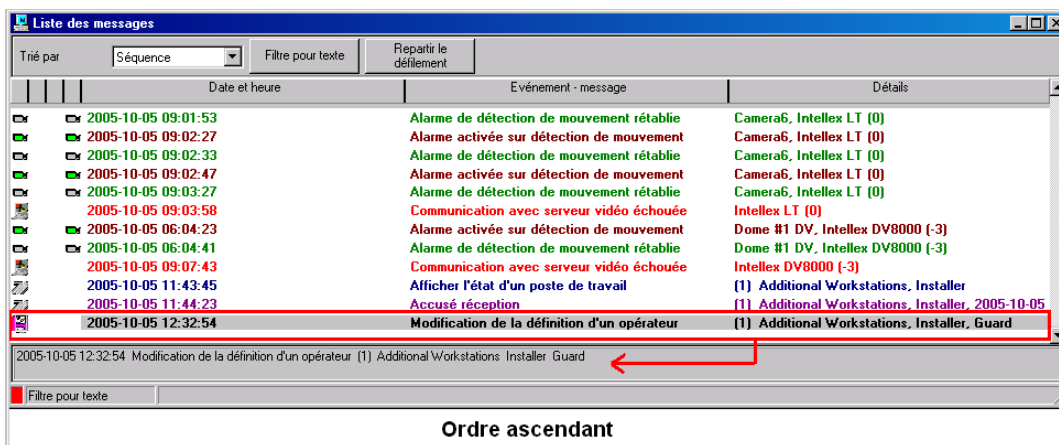 Liste des messages
Trié par Séquence Filtre pour texte Repartir le défilement
Date et heure Evénement - message Détails
2005-10-05 09:01:53 Alarme de détection de mouvement rétablie Camera6, Intellex LT (0)
2005-10-05 09:02:27 Alarme activée sur détection de mouvement Camera6, Intellex LT (0)
2005-10-05 09:02:33 Alarme de détection de mouvement rétablie Camera6, Intellex LT (0)
2005-10-05 09:02:47 Alarme activée sur détection de mouvement Camera6, Intellex LT (0)
2005-10-05 09:03:27 Alarme de détection de mouvement rétablie Camera6, Intellex LT (0)
2005-10-05 09:03:58 Communication avec serveur vidéo échouée Intellex LT (0)
2005-10-05 06:04:23 Alarme activée sur détection de mouvement Dome #1 DV, Intellex DV8000 (-3)
2005-10-05 06:04:41 Alarme de détection de mouvement rétablie Dome #1 DV, Intellex DV8000 (-3)
2005-10-05 09:07:43 Communication avec serveur vidéo échouée Intellex DV8000 (-3)
2005-10-05 11:43:45 Afficher l'état d'un poste de travail (1) Additional Workstations, Installer
2005-10-05 11:44:23 Accusé réception (1) Additional Workstations, Installer, 2005-10-05
2005-10-05 12:32:54 Modification de la définition d'un opérateur (1) Additional Workstations, Installer, Guard
2005-10-05 12:32:54 Modification de la définition d'un opérateur (1) Additional Workstations Installer Guard
Filtre pour texte
Ordre ascendant